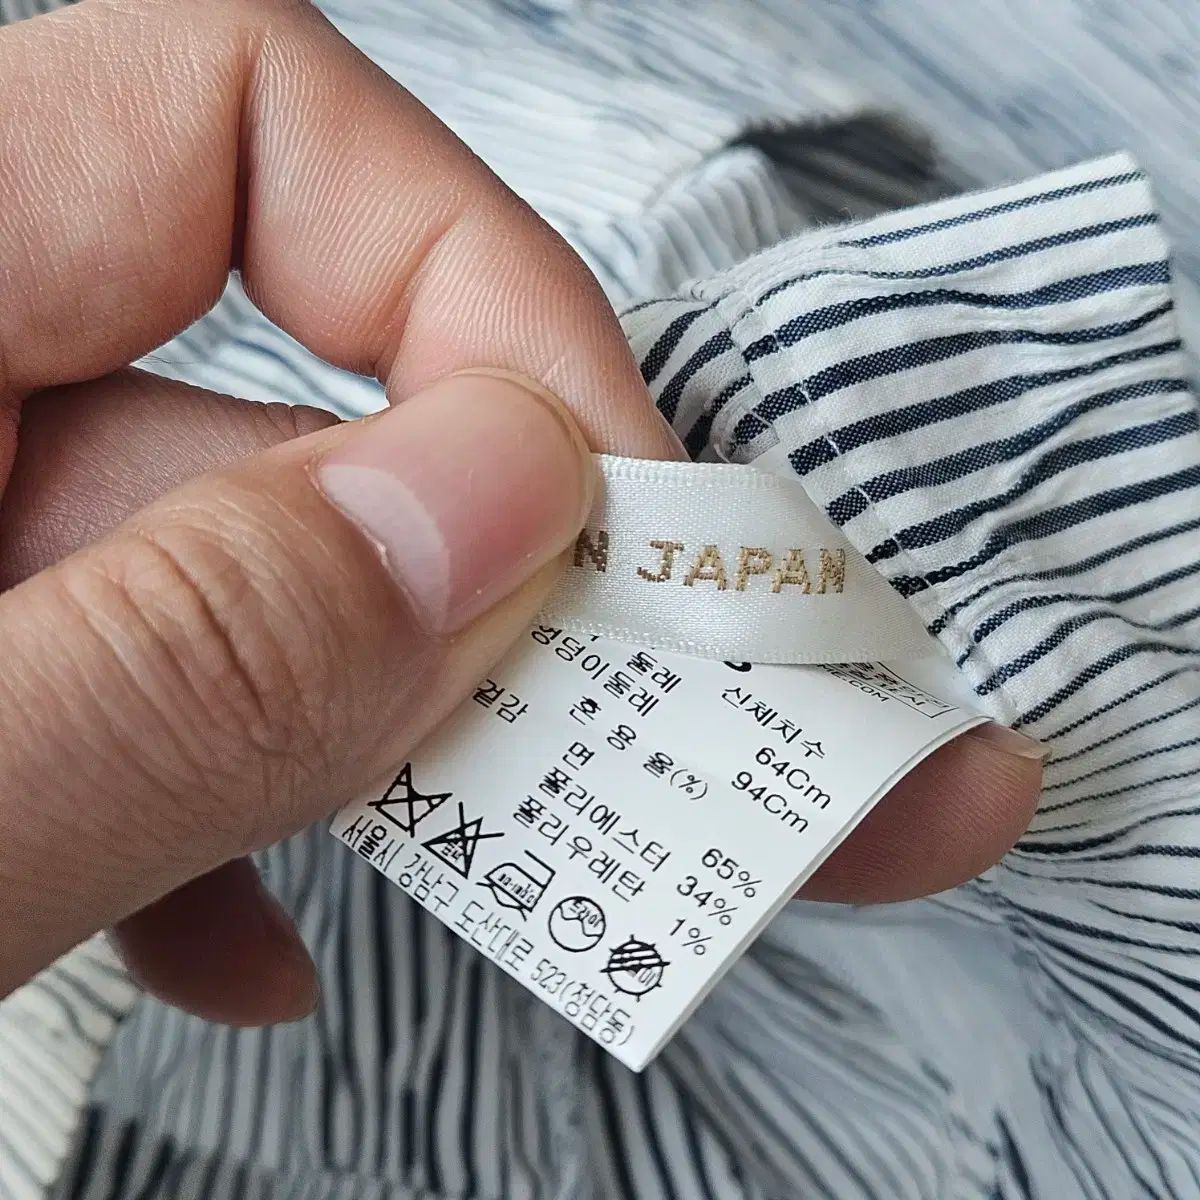 N JAPAN
신체치수
둘레 64Cm
엉덩이둘레 94Cm
혼 용 율(%)
겉감 면 65%
폴리에스터 34%
폴리우레탄 1%
서울시 강남구 도산대로 523(청담동)